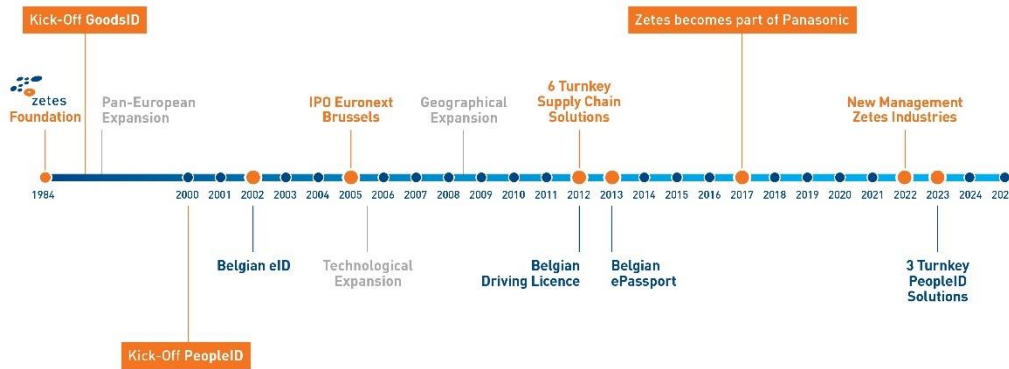 Kick-Off GoodsID
Zetes becomes part of Panasonic
zetes
Foundation
Pan-European
Expansion
IPO Euronext
Brussels
Geographical
Expansion
6 Turnkey
Supply Chain
Solutions
New Management
Zetes Industries
1984 2000 2001 2002 2003 2004 2005 2006 2007 2008 2009 2010 2011 2012 2013 2014 2015 2016 2017 2018 2019 2020 2021 2022 2023 2024 202
Belgian eID
Technological
Expansion
Belgian
Driving Licence
Belgian
ePassport
3 Turnkey
PeopleID
Solutions
Kick-Off PeopleID